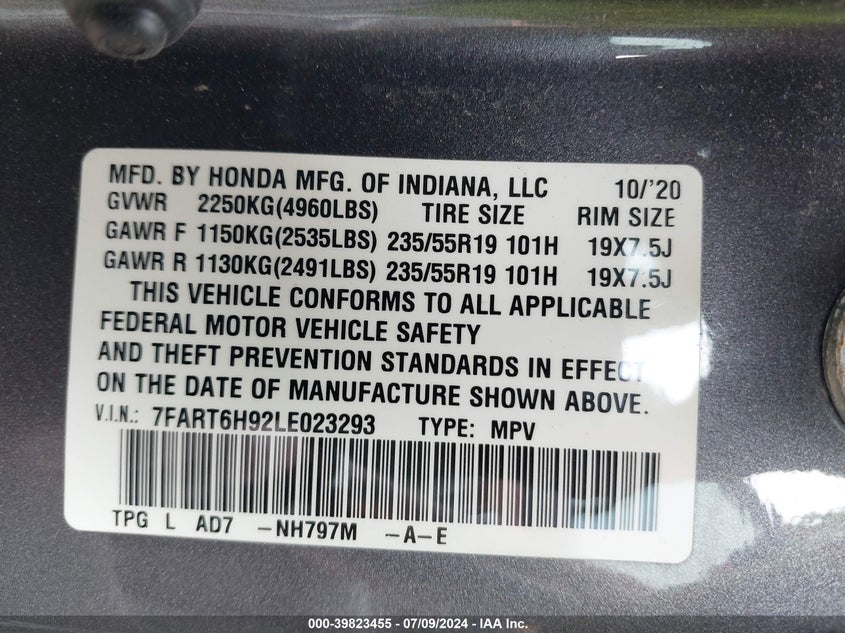 MFD. BY HONDA MFG. OF INDIANA, LLC 10/'20
GVWR 2250KG(4960LBS) TIRE SIZE RIM SIZE
GAWR F 1150KG(2535LBS) 235/55R19 101H 19X7.5J
GAWR R 1130KG(2491LBS) 235/55R19 101H 19X7.5J
THIS VEHICLE CONFORMS TO ALL APPLICABLE
FEDERAL MOTOR VEHICLE SAFETY
AND THEFT PREVENTION STANDARDS IN EFFECT
ON THE DATE OF MANUFACTURE SHOWN ABOVE.
V.I.N.: 7FART6H92LE023293 TYPE: MPV
TPG L AD7 -NH797M -A-E
000-39823455 - 07/09/2024 - IAA Inc.